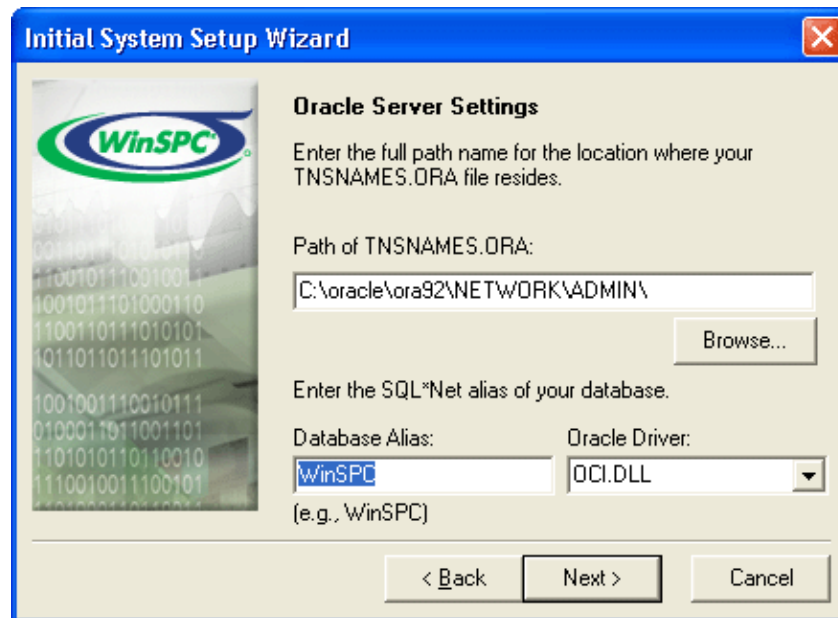 Initial System Setup Wizard
WinSPC
Oracle Server Settings
Enter the full path name for the location where your
TNSNAMES.ORA file resides.
Path of TNSNAMES.ORA:
C:\oracle\ora92\NETWORK\ADMIN\
Browse...
Enter the SQL*Net alias of your database.
Database Alias: Oracle Driver:
WinSPC OCI.DLL
(e.g., WinSPC)
< Back Next > Cancel